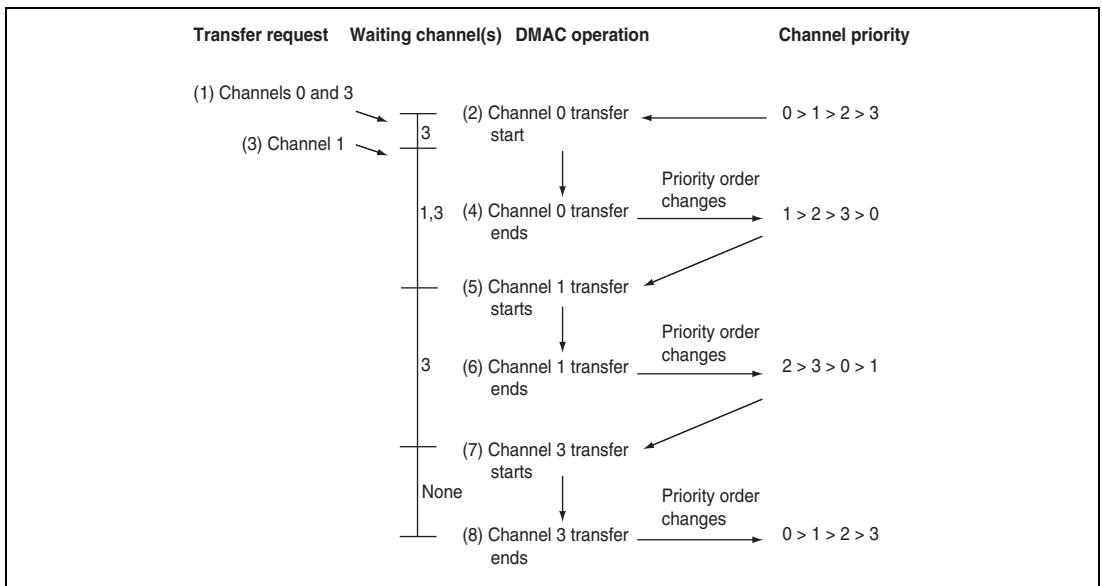 Transfer request Waiting channel(s) DMAC operation Channel priority
(1) Channels 0 and 3
(2) Channel 0 transfer
start
0 > 1 > 2 > 3
3
(3) Channel 1
Priority order
changes
1,3
(4) Channel 0 transfer
ends
1 > 2 > 3 > 0
(5) Channel 1 transfer
starts
Priority order
changes
3
(6) Channel 1 transfer
ends
2 > 3 > 0 > 1
(7) Channel 3 transfer
starts
None
Priority order
changes
(8) Channel 3 transfer
ends
0 > 1 > 2 > 3